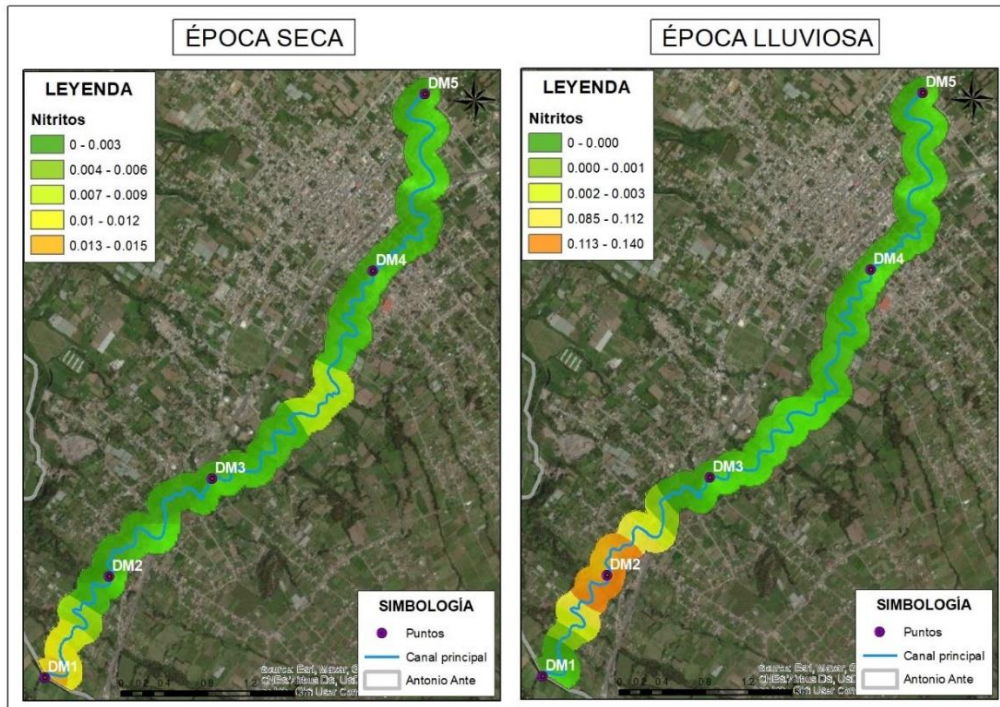 ÉPOCA SECA
LEYENDA
Nitritos
0 - 0.003
0.004 - 0.006
0.007 - 0.009
0.01 - 0.012
0.013 - 0.015
DM5
DM4
DM3
DM2
DM1
SIMBOLOGÍA
Puntos
Canal principal
Antonio Ante
ÉPOCA LLUVIOSA
LEYENDA
Nitritos
0 - 0.000
0.000 - 0.001
0.002 - 0.003
0.085 - 0.112
0.113 - 0.140
DM5
DM4
DM3
DM2
DM1
SIMBOLOGÍA
Puntos
Canal principal
Antonio Ante